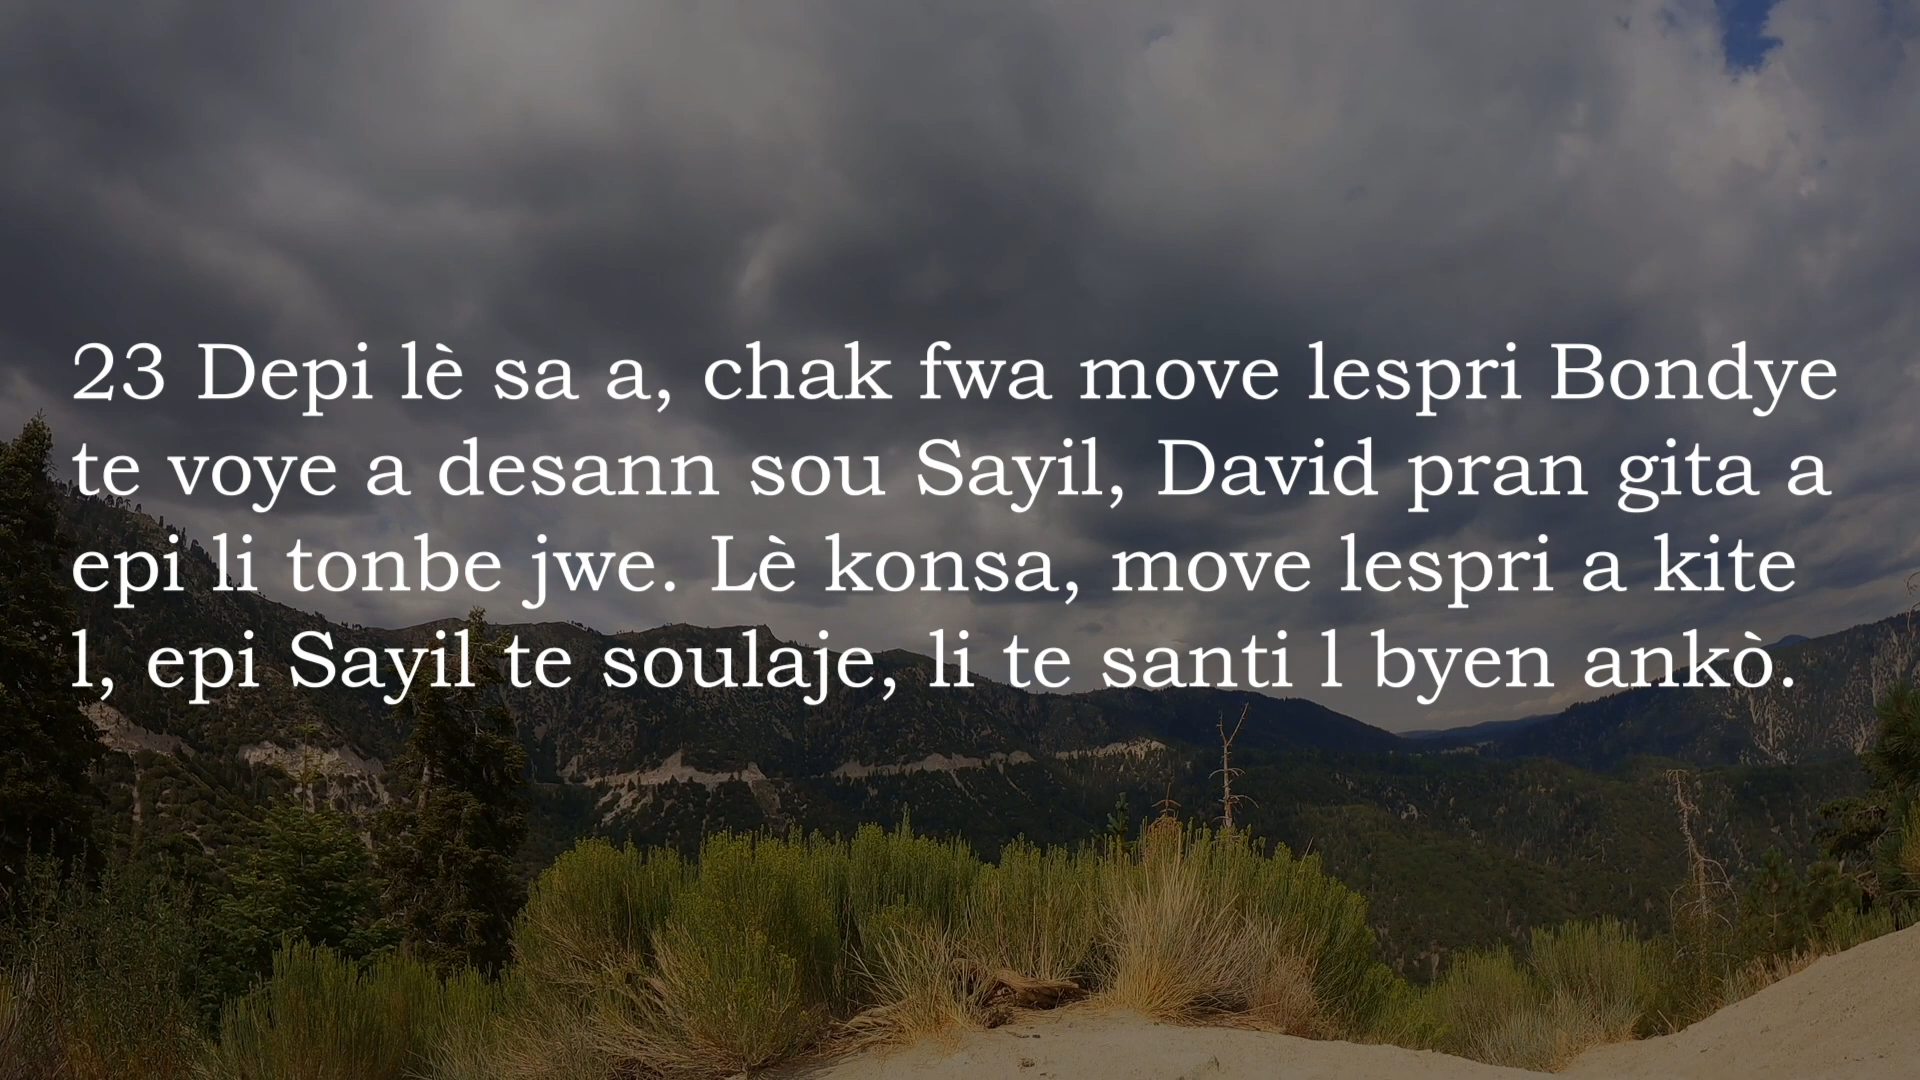 23 Depi lè sa a, chak fwa move lespri Bondye
te voye a desann sou Sayil, David pran gita a
epi li tonbe jwe. Lè konsa, move lespri a kite
l, epi Sayil te soulaje, li te santi l byen ankò.